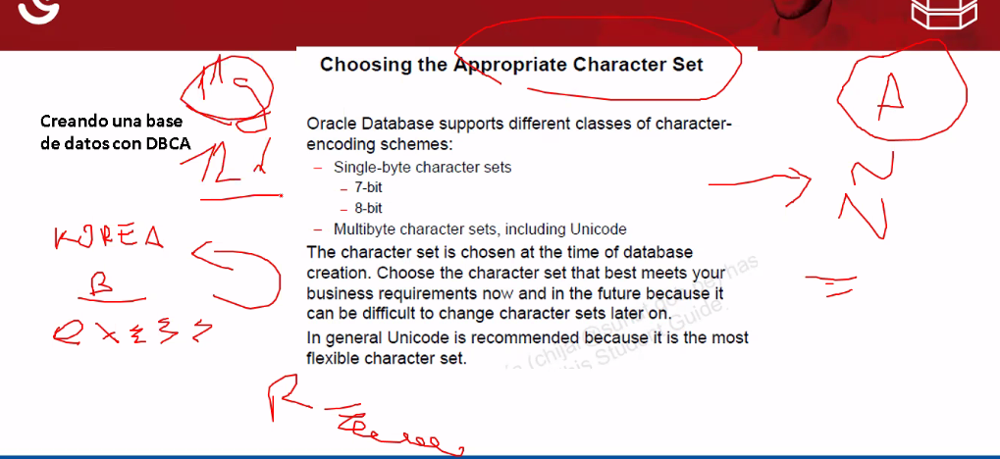 Choosing the Appropriate Character Set
11g
A
Creando una base
de datos con DBCA
12
Oracle Database supports different classes of character-
encoding schemes:
– Single-byte character sets
– 7-bit
– 8-bit
– Multibyte character sets, including Unicode
N
N
KOREA
B
The character set is chosen at the time of database
creation. Choose the character set that best meets your
business requirements now and in the future because it
can be difficult to change character sets later on.
In general Unicode is recommended because it is the most
flexible character set.
R